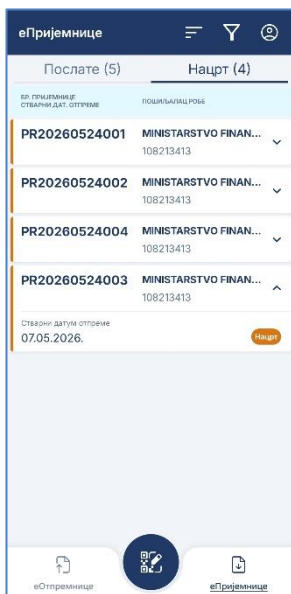 еПријемнице
Послате (5) Нацрт (4)
БР. ПРИЈЕМНИЦЕ ПОШИЉАЛАЦ РОБЕ
СТВАРНИ ДАТ. ОТПРЕМЕ
PR20260524001 MINISTARSTVO FINAN...
108213413
PR20260524002 MINISTARSTVO FINAN...
108213413
PR20260524004 MINISTARSTVO FINAN...
108213413
PR20260524003 MINISTARSTVO FINAN...
108213413
Стварни датум отпреме
07.05.2026. Нацрт
еОтпремнице еПријемнице